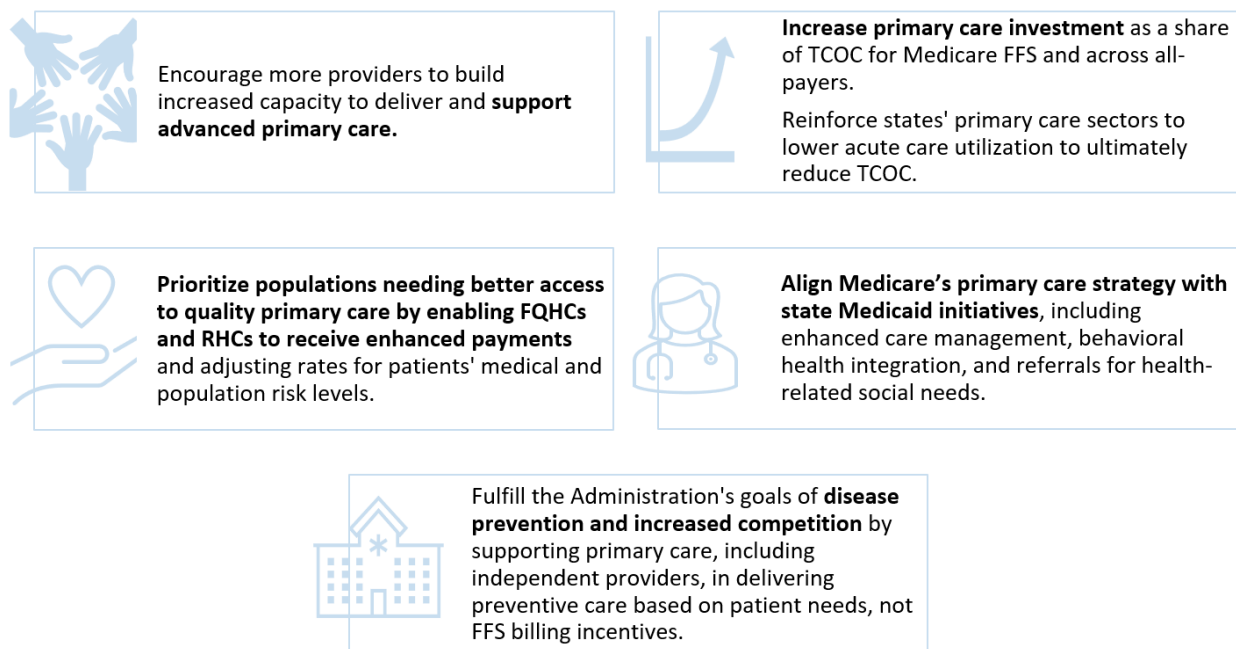 Encourage more providers to build
increased capacity to deliver and support
advanced primary care.
Increase primary care investment as a share
of TCOC for Medicare FFS and across all-
payers.
Reinforce states' primary care sectors to
lower acute care utilization to ultimately
reduce TCOC.
Prioritize populations needing better access
to quality primary care by enabling FQHCs
and RHCs to receive enhanced payments
and adjusting rates for patients' medical and
population risk levels.
Align Medicare’s primary care strategy with
state Medicaid initiatives, including
enhanced care management, behavioral
health integration, and referrals for health-
related social needs.
Fulfill the Administration's goals of disease
prevention and increased competition by
supporting primary care, including
independent providers, in delivering
preventive care based on patient needs, not
FFS billing incentives.